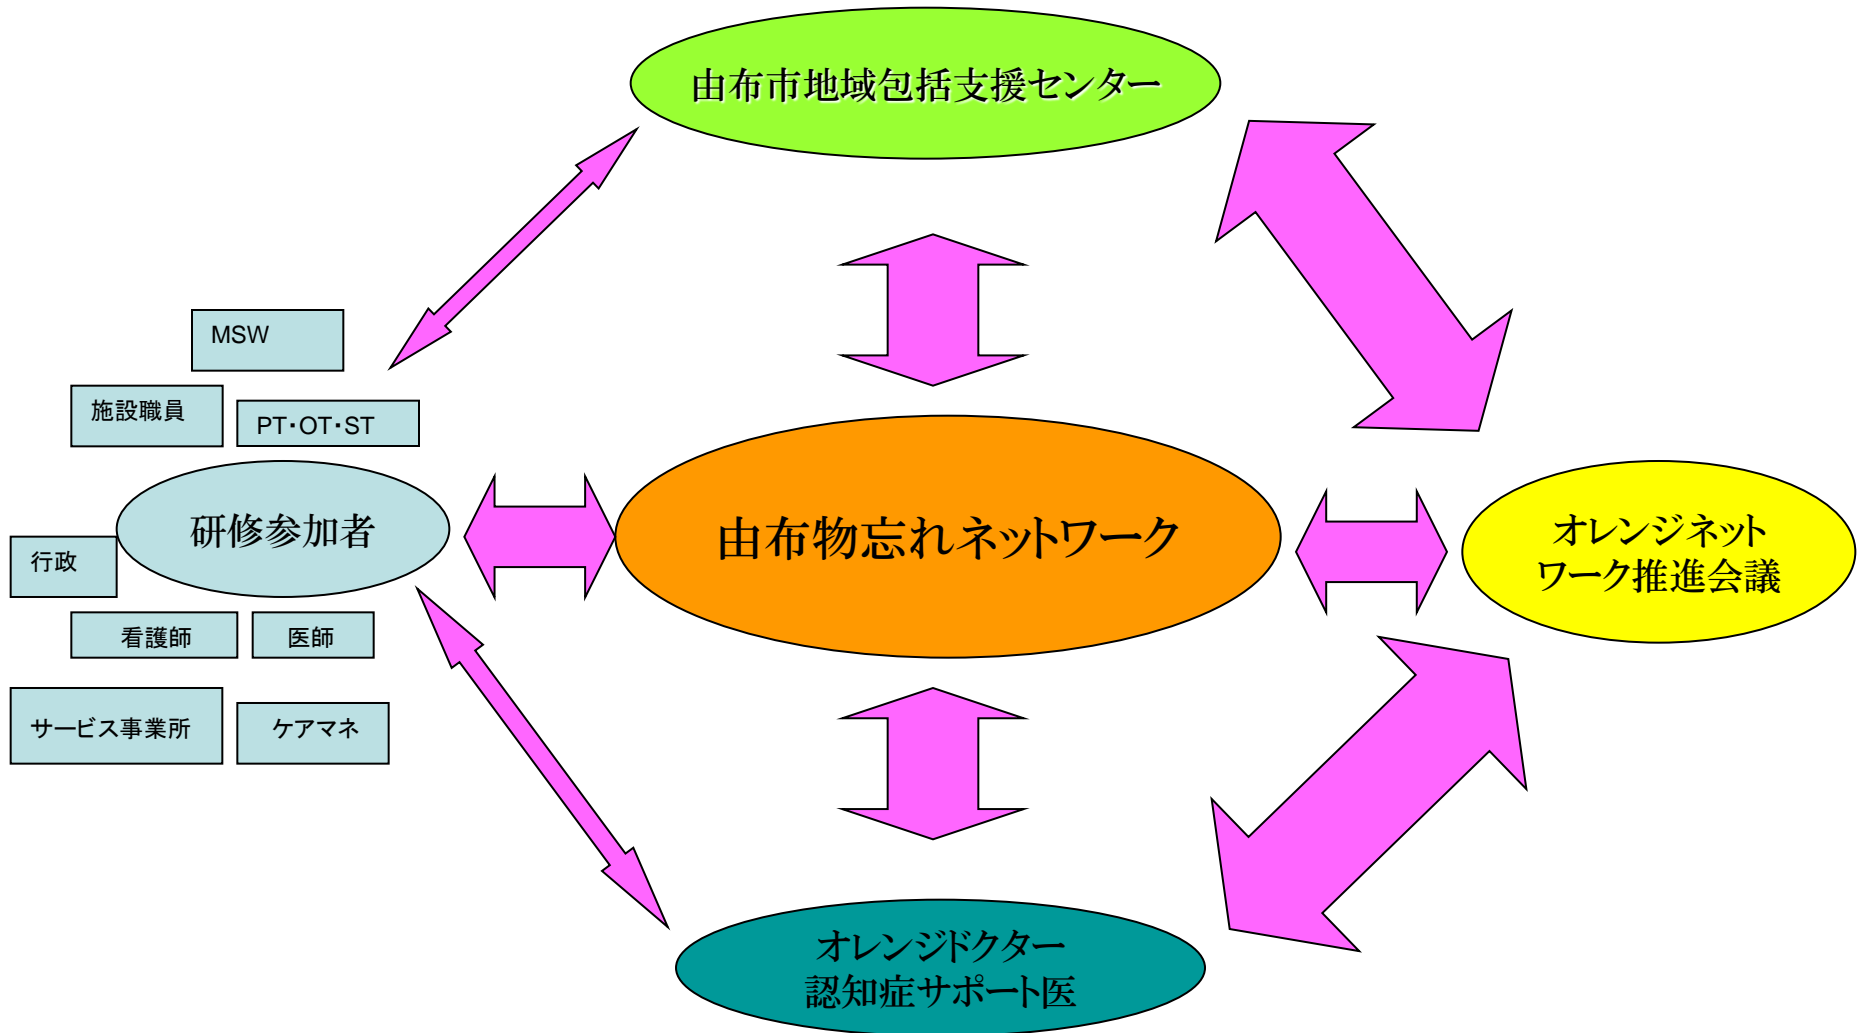 由布市地域包括支援センター
MSW
施設職員
PT・OT・ST
研修参加者
由布物忘れネットワーク
オレンジネット
ワーク推進会議
行政
看護師
医師
サービス事業所
ケアマネ
オレンジドクター
認知症サポート医